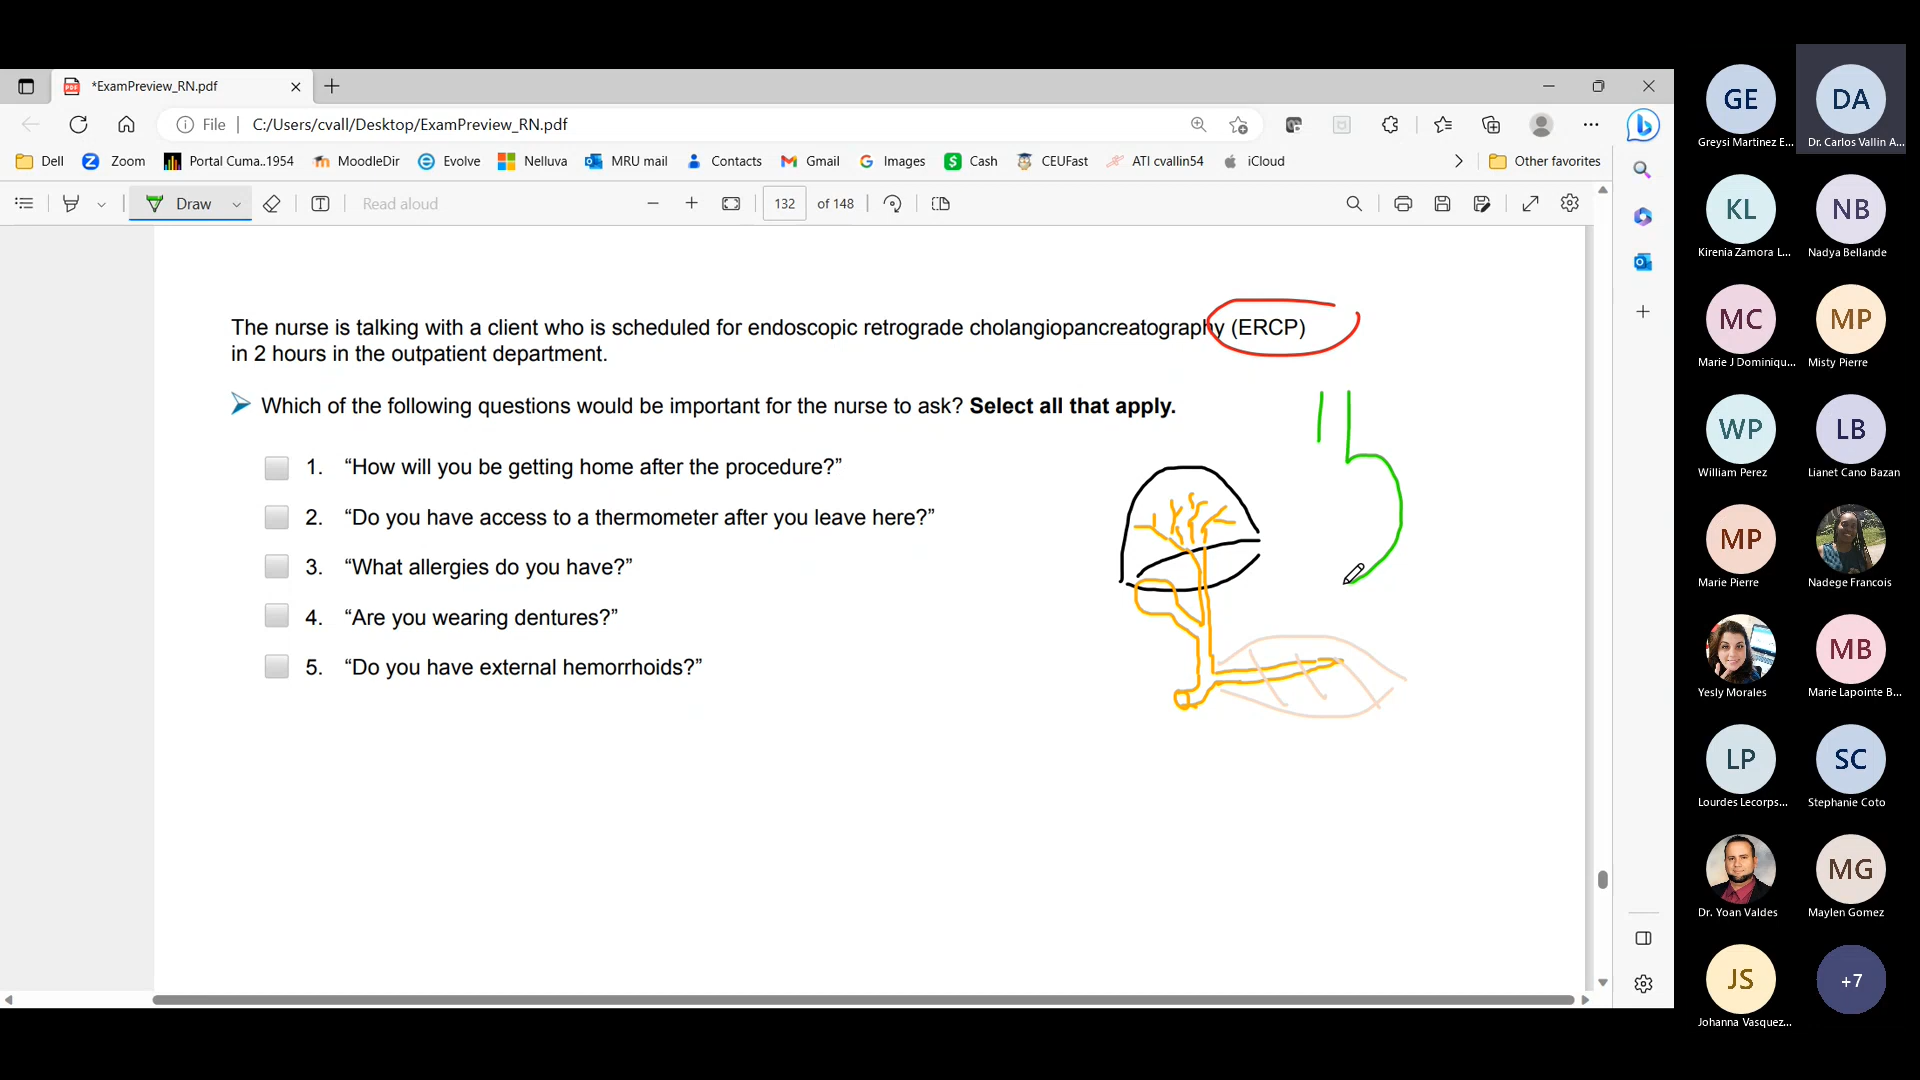 *ExamPreview_RN.pdf
File
C:/Users/cvall/Desktop/ExamPreview_RN.pdf
Dell Zoom Portal Cuma..1954 MoodleDir Evolve Nelluva MRU mail Contacts Gmail Images Cash CEUFast ATI cvallin54 iCloud Other favorites
Draw Read aloud 132 of 148
The nurse is talking with a client who is scheduled for endoscopic retrograde cholangiopancreatography (ERCP)
in 2 hours in the outpatient department.
Which of the following questions would be important for the nurse to ask? Select all that apply.
1. “How will you be getting home after the procedure?”
2. “Do you have access to a thermometer after you leave here?”
3. “What allergies do you have?”
4. “Are you wearing dentures?”
5. “Do you have external hemorrhoids?”
GE DA
Greysi Martinez E... Dr. Carlos Vallin A...
KL NB
Kirenia Zamora L... Nadya Bellande
MC MP
Marie J Dominiqu... Misty Pierre
WP LB
William Perez Lianet Cano Bazan
MP
Marie Pierre Nadege Francois
MB
Yesly Morales Marie Lapointe B...
LP SC
Lourdes Lecorps... Stephanie Coto
MG
Dr. Yoan Valdes Maylen Gomez
JS +7
Johanna Vasquez...